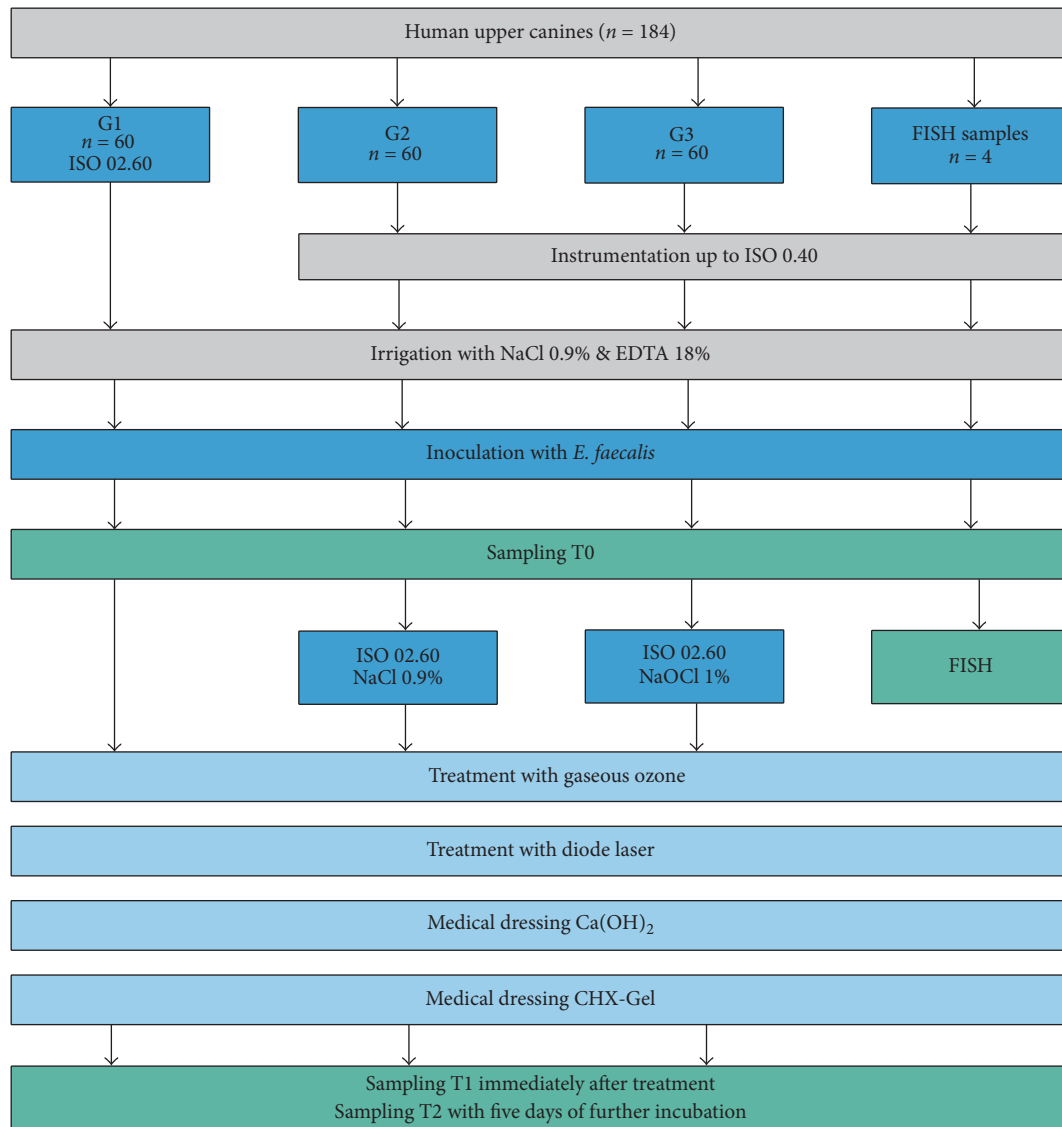 Human upper canines (n = 184)
G1
n = 60
ISO 02.60
G2
n = 60
G3
n = 60
FISH samples
n = 4
Instrumentation up to ISO 0.40
Irrigation with NaCl 0.9% & EDTA 18%
Inoculation with E. faecalis
Sampling T0
ISO 02.60
NaCl 0.9%
ISO 02.60
NaOCl 1%
FISH
Treatment with gaseous ozone
Treatment with diode laser
Medical dressing Ca(OH)₂
Medical dressing CHX-Gel
Sampling T1 immediately after treatment
Sampling T2 with five days of further incubation